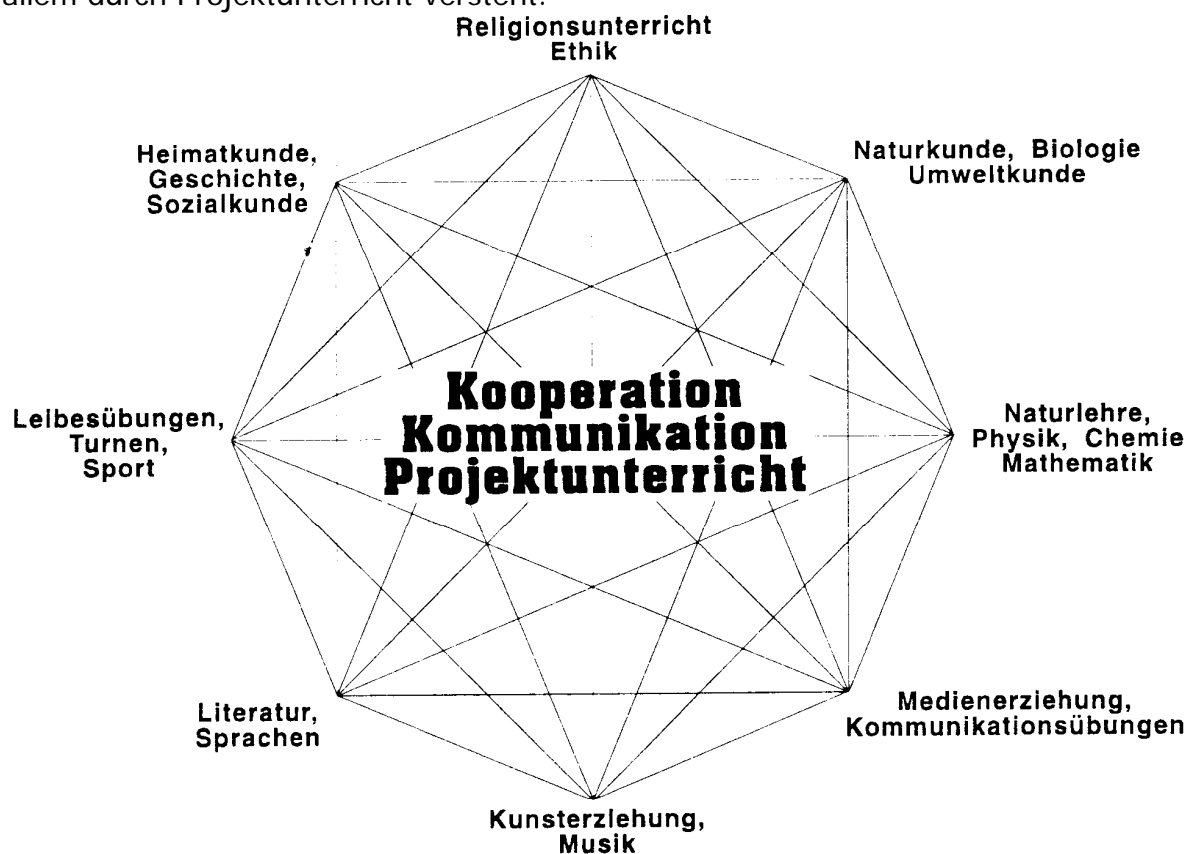 allem durch Projektunterricht versteht:
Religionsunterricht
Ethik
Heimatkunde,
Geschichte,
Sozialkunde
Naturkunde, Biologie
Umweltkunde
Leibesübungen,
Turnen,
Sport
Kooperation
Kommunikation
Projektunterricht
Naturlehre,
Physik, Chemie
Mathematik
Literatur,
Sprachen
Medienerziehung,
Kommunikationsübungen
Kunsterziehung,
Musik